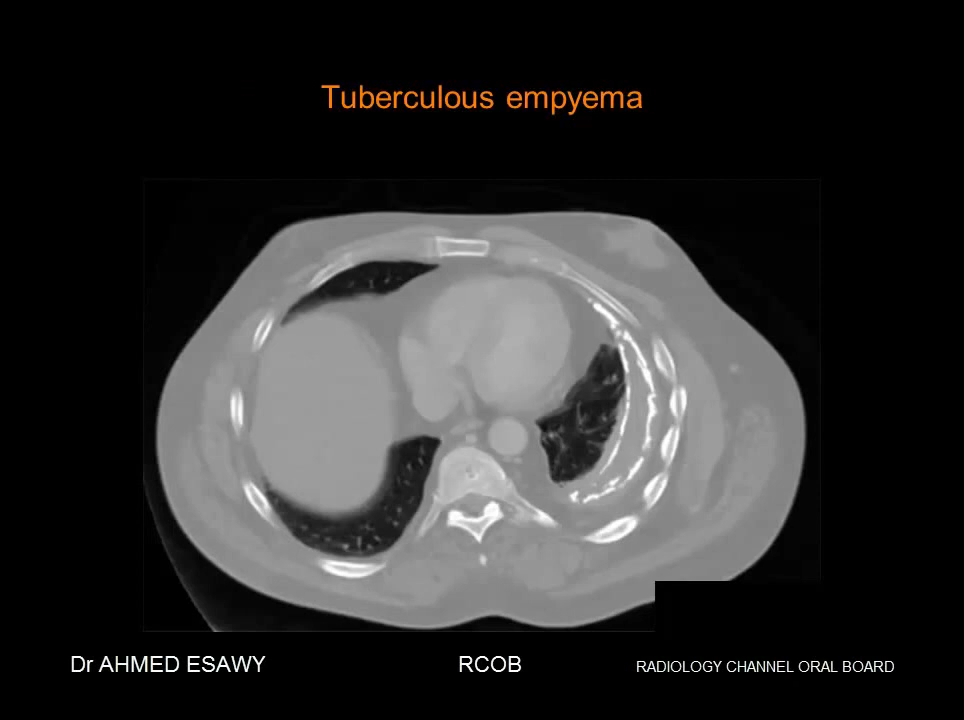 Tuberculous empyema
Dr AHMED ESAWY
RCOB
RADIOLOGY CHANNEL ORAL BOARD